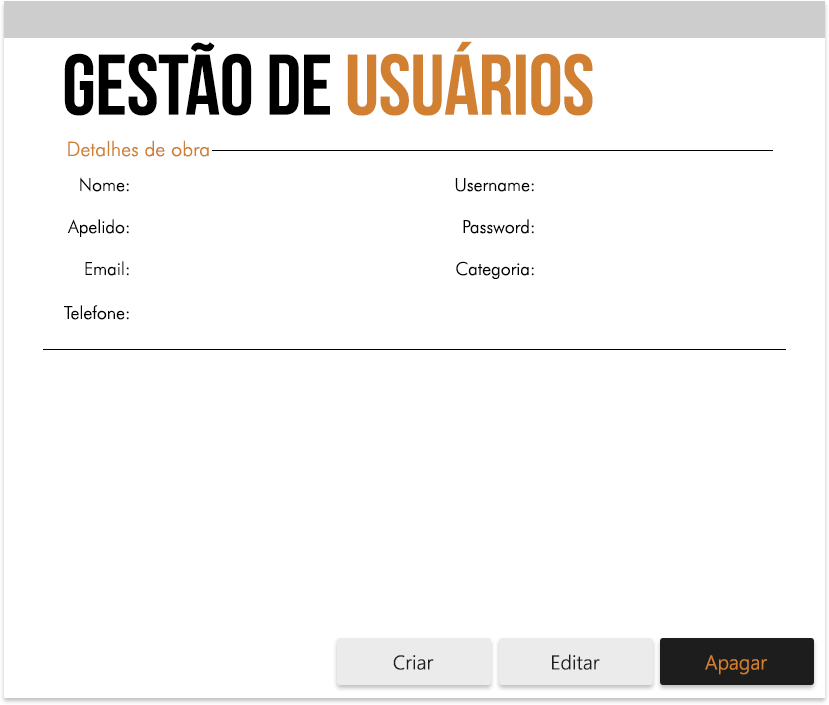 GESTÃO DE USUÁRIOS
Detalhes de obra
Nome: Username:
Apelido: Password:
Email: Categoria:
Telefone:
Criar Editar Apagar